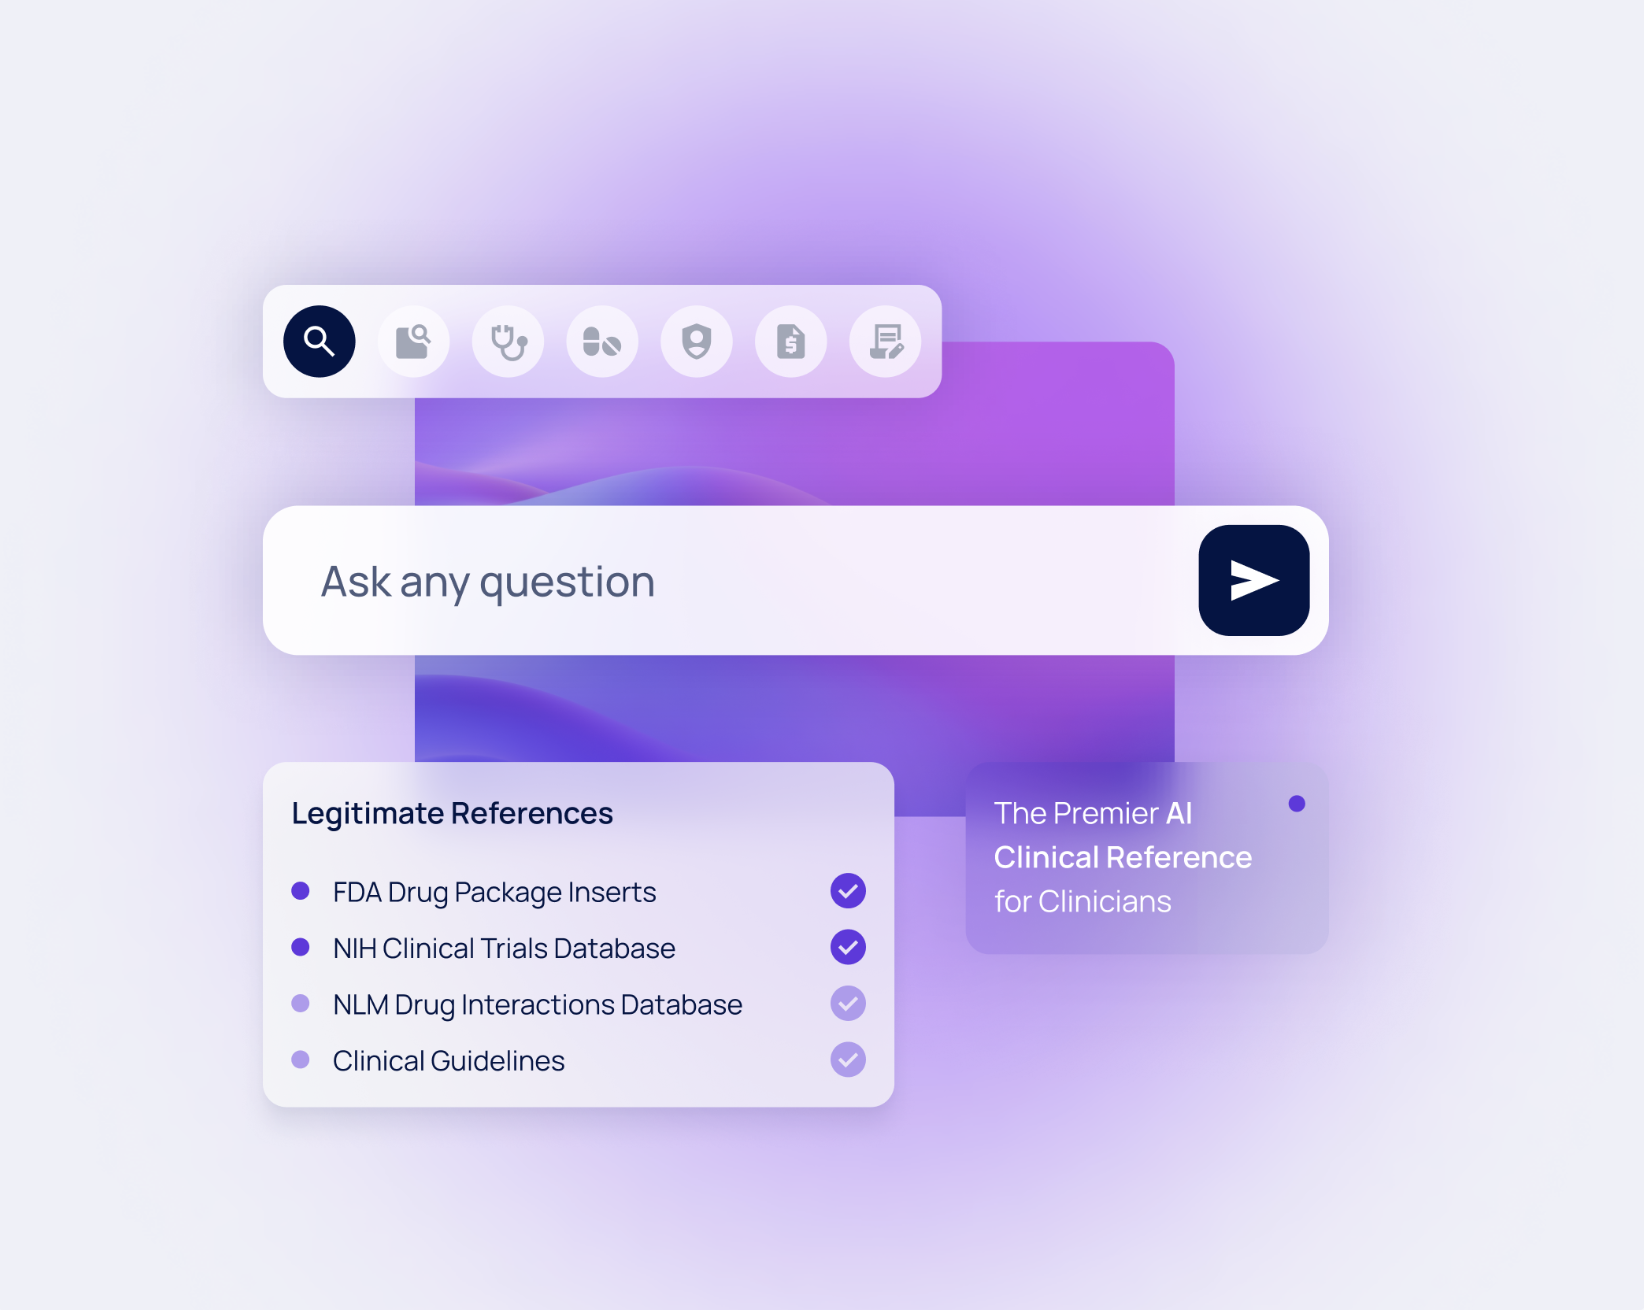 Ask any question
Legitimate References
FDA Drug Package Inserts
NIH Clinical Trials Database
NLM Drug Interactions Database
Clinical Guidelines
The Premier AI
Clinical Reference
for Clinicians